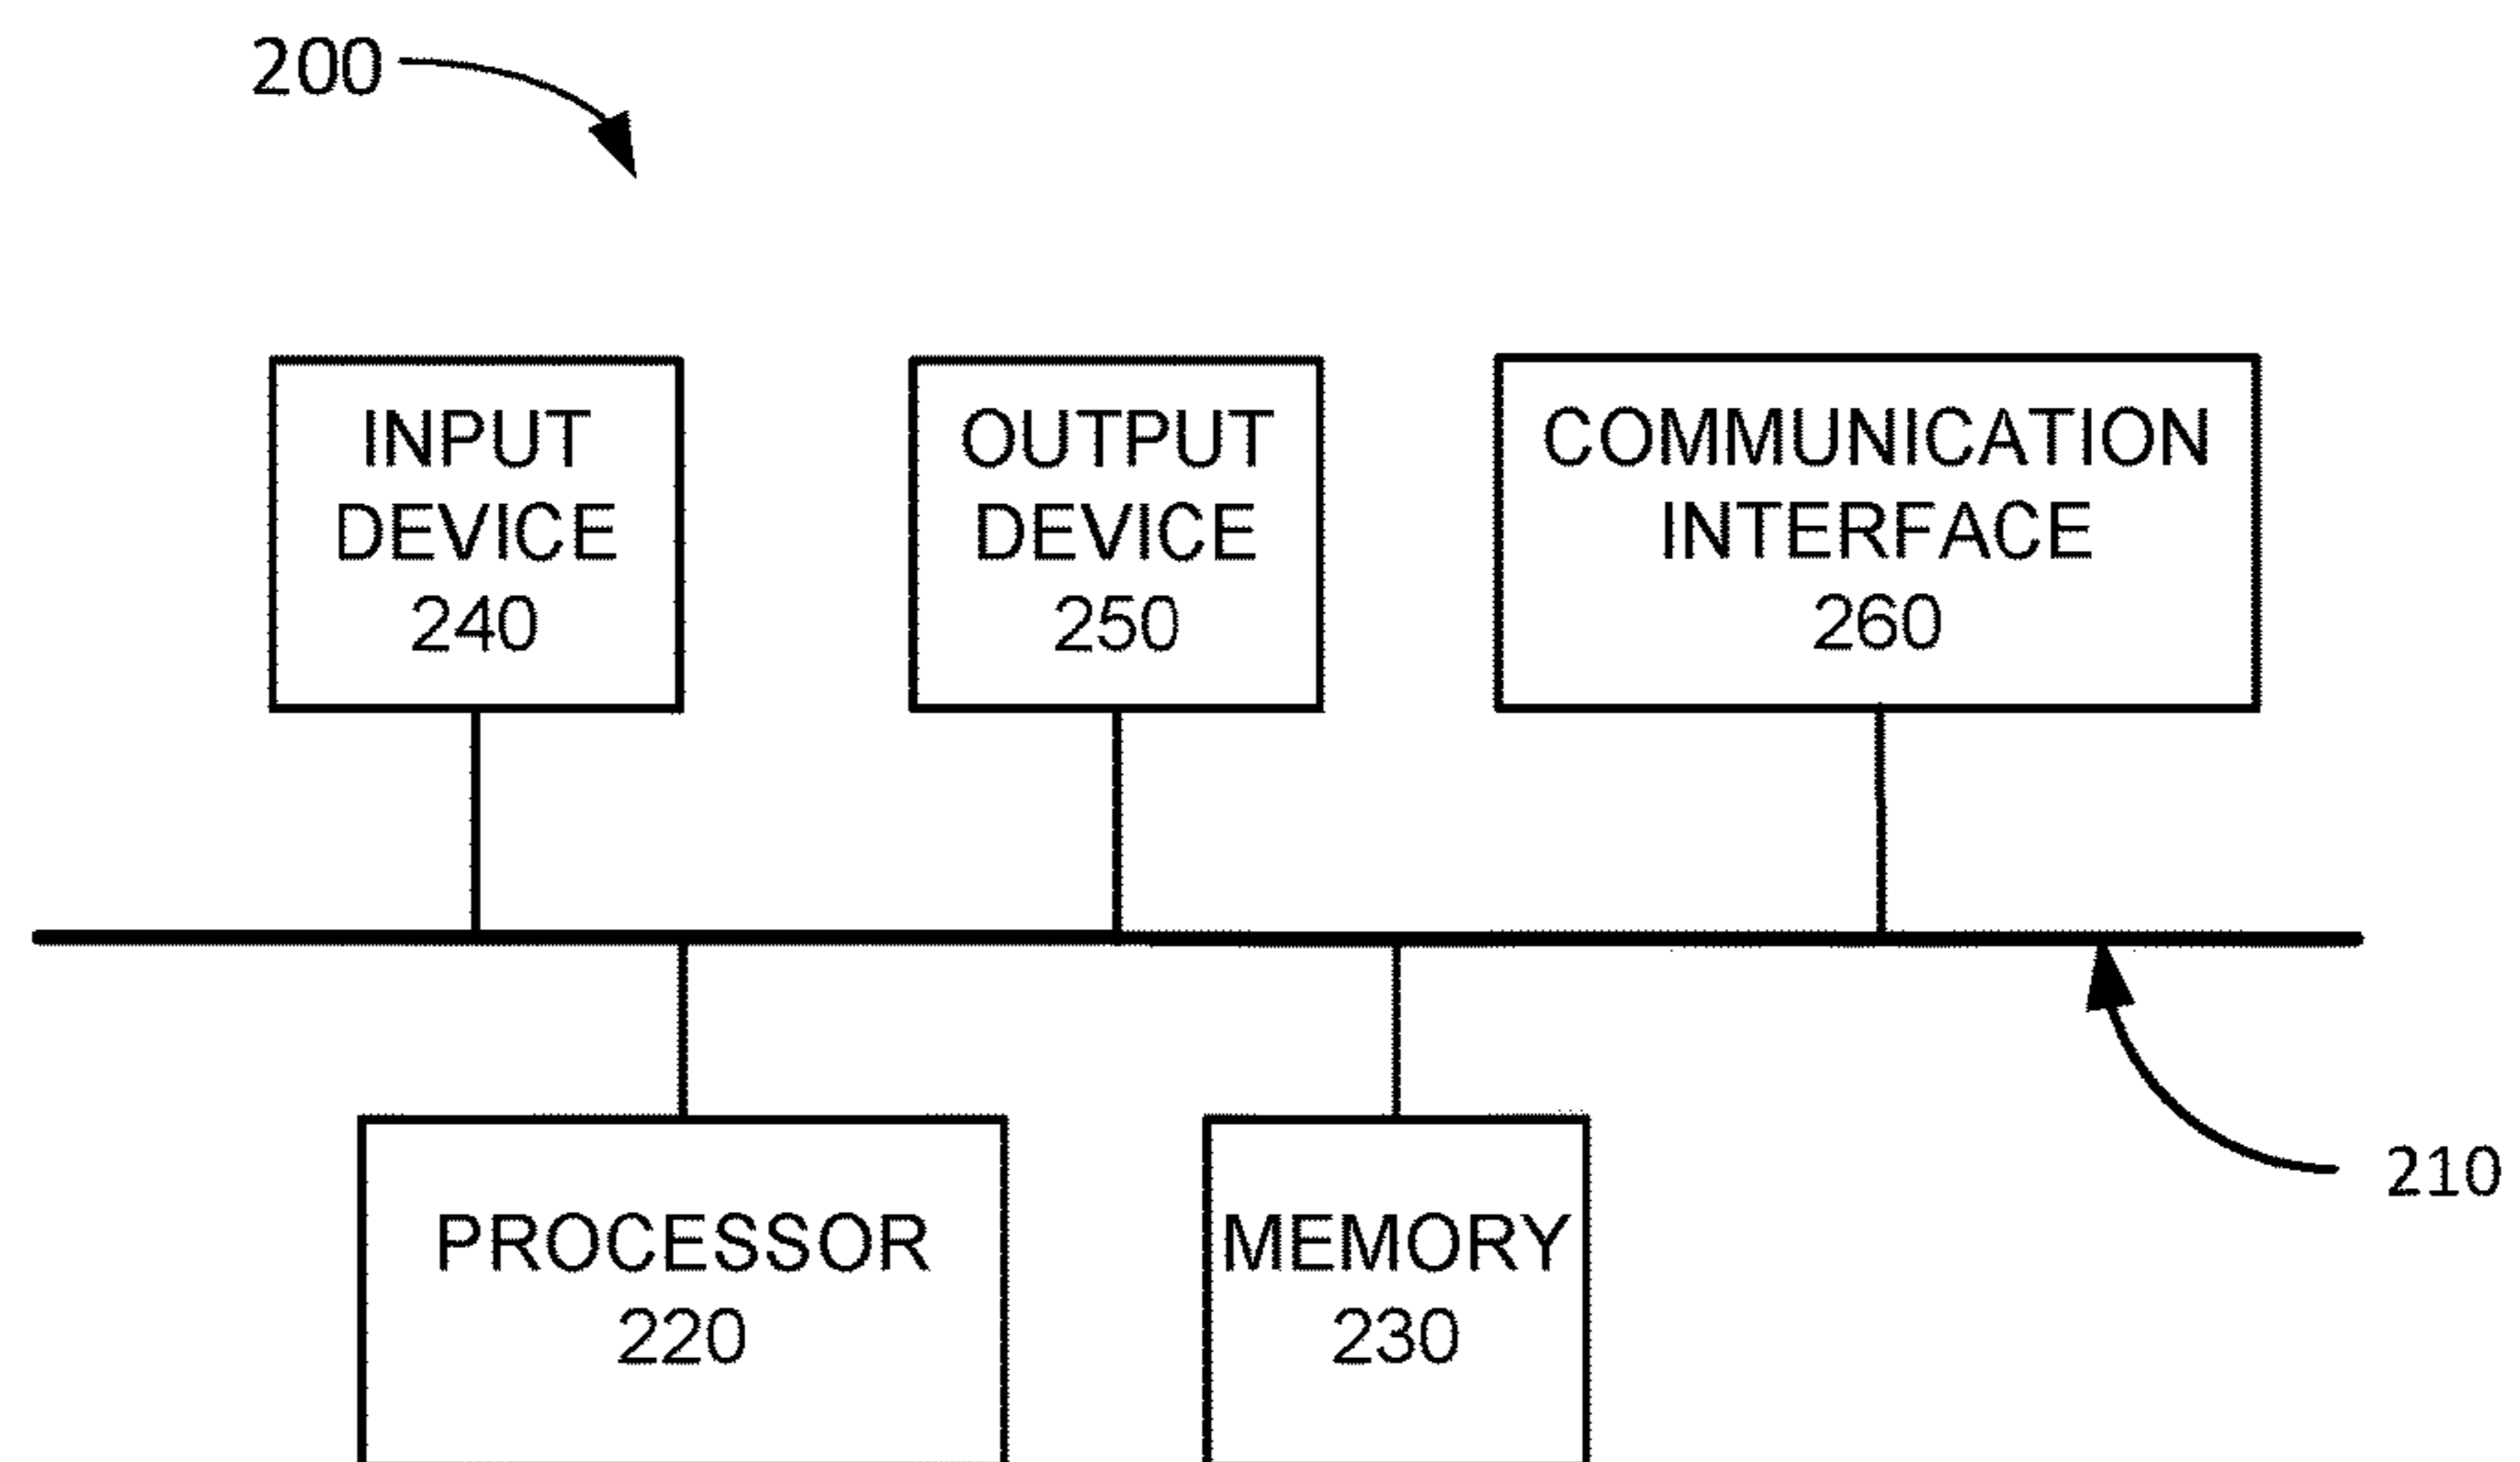 200
INPUT
DEVICE
240
OUTPUT
DEVICE
250
COMMUNICATION
INTERFACE
260
PROCESSOR
220
MEMORY
230
210